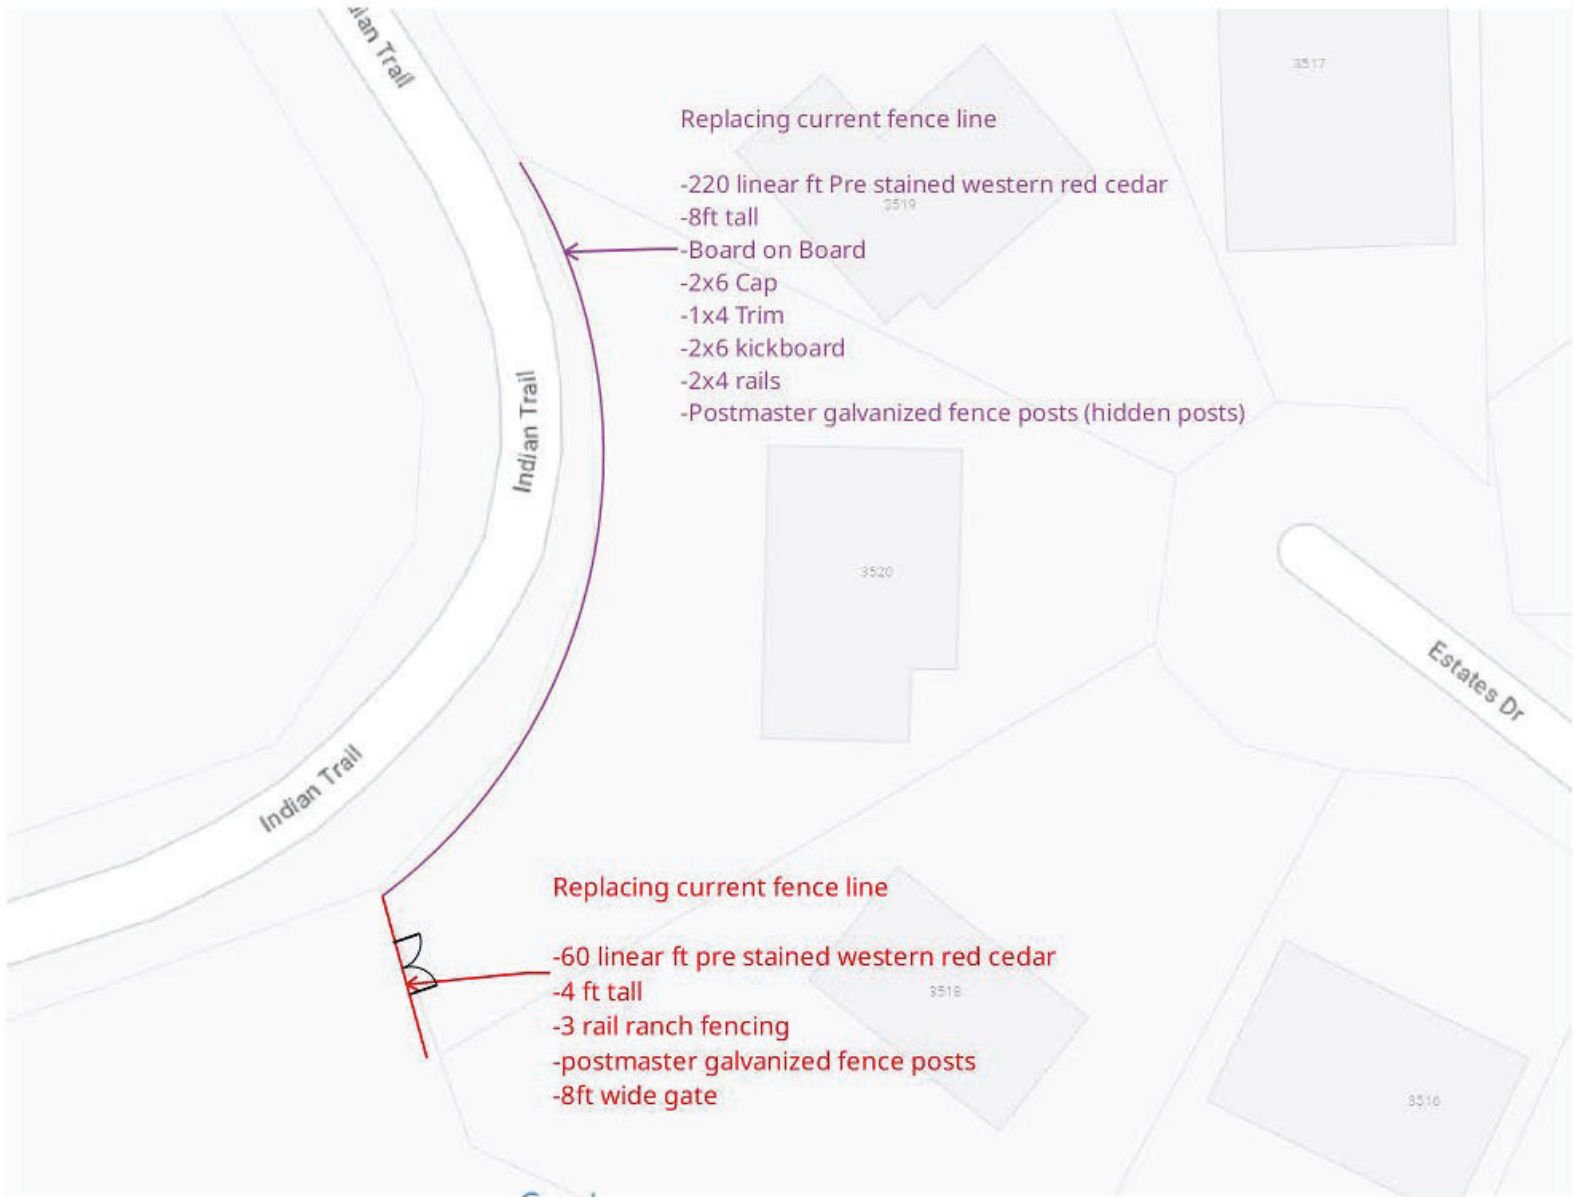 Indian Trail
3517
Replacing current fence line
-220 linear ft Pre stained western red cedar
3519
-8ft tall
-Board on Board
-2x6 Cap
-1x4 Trim
-2x6 kickboard
-2x4 rails
-Postmaster galvanized fence posts (hidden posts)
Indian Trail
3520
Estates Dr
Indian Trail
Replacing current fence line
-60 linear ft pre stained western red cedar
-4 ft tall
3518
-3 rail ranch fencing
-postmaster galvanized fence posts
-8ft wide gate
3516